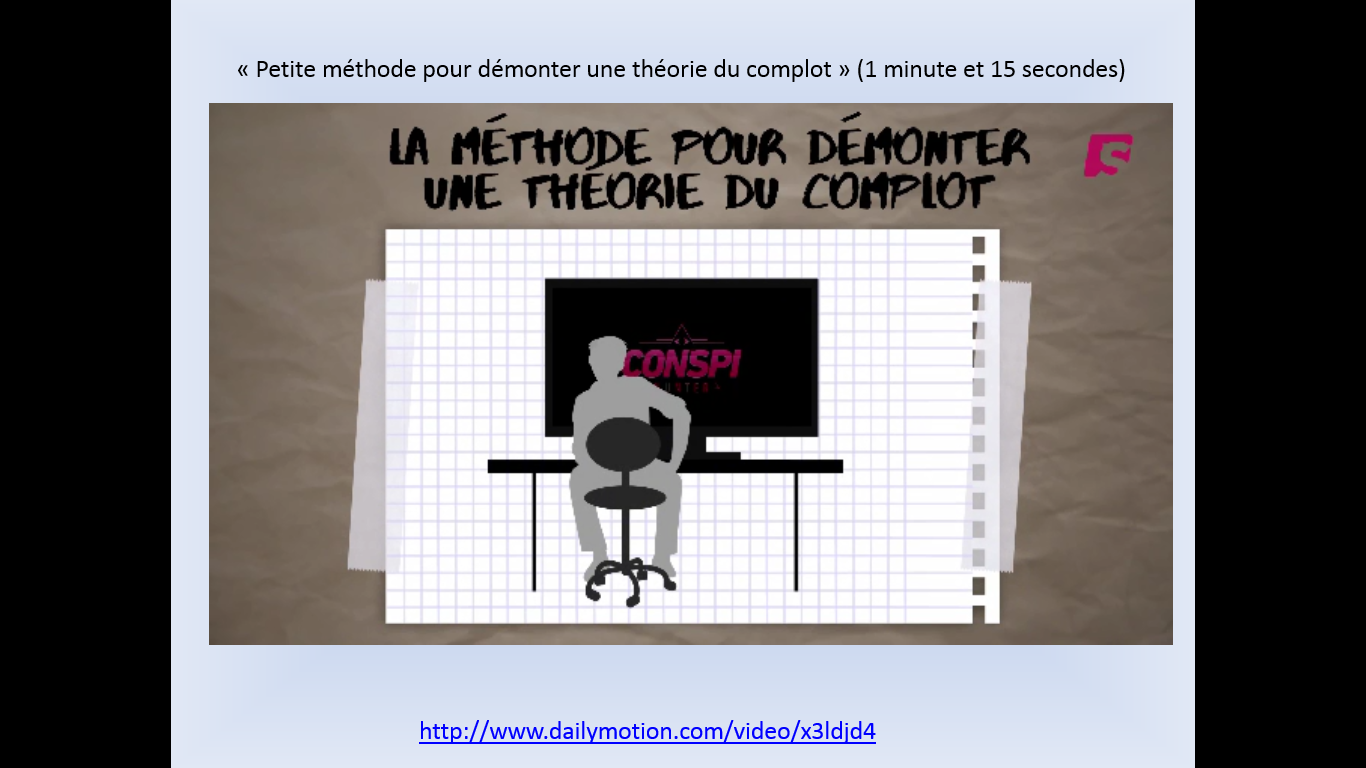 « Petite méthode pour démonter une théorie du complot » (1 minute et 15 secondes)
LA MÉTHODE POUR DÉMONTER
UNE THÉORIE DU COMPLOT
CONSPI
http://www.dailymotion.com/video/x3ldjd4